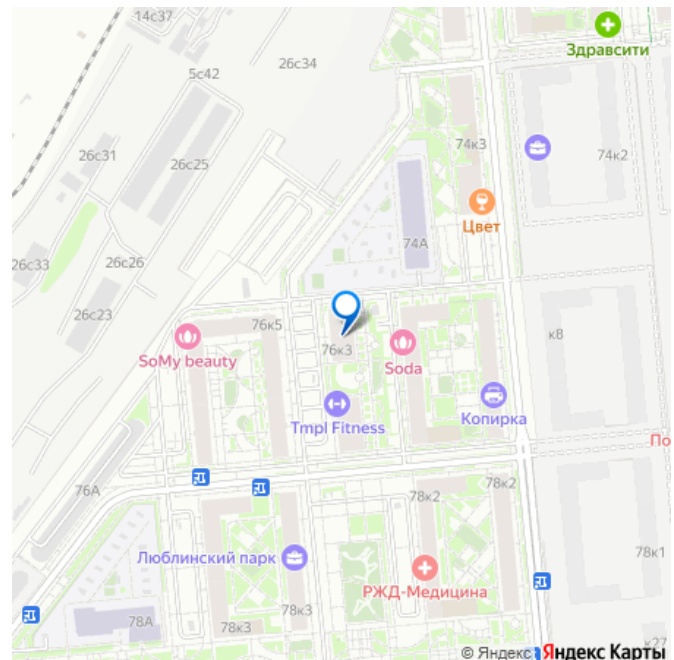 14с37
Здравсити
5с42
26с34
74к3
26с31
26с25
74к2
Цвет
74А
26с33
26с26
26с23
76к5
76к3
к8
SoMy beauty
Soda
Tmpl Fitness
Копирка
По
76А
78к2
78к2
Люблинский парк
78к1
РЖД-Медицина
78А
78к3
78к3
к27
© Яндекс Яндекс Карты